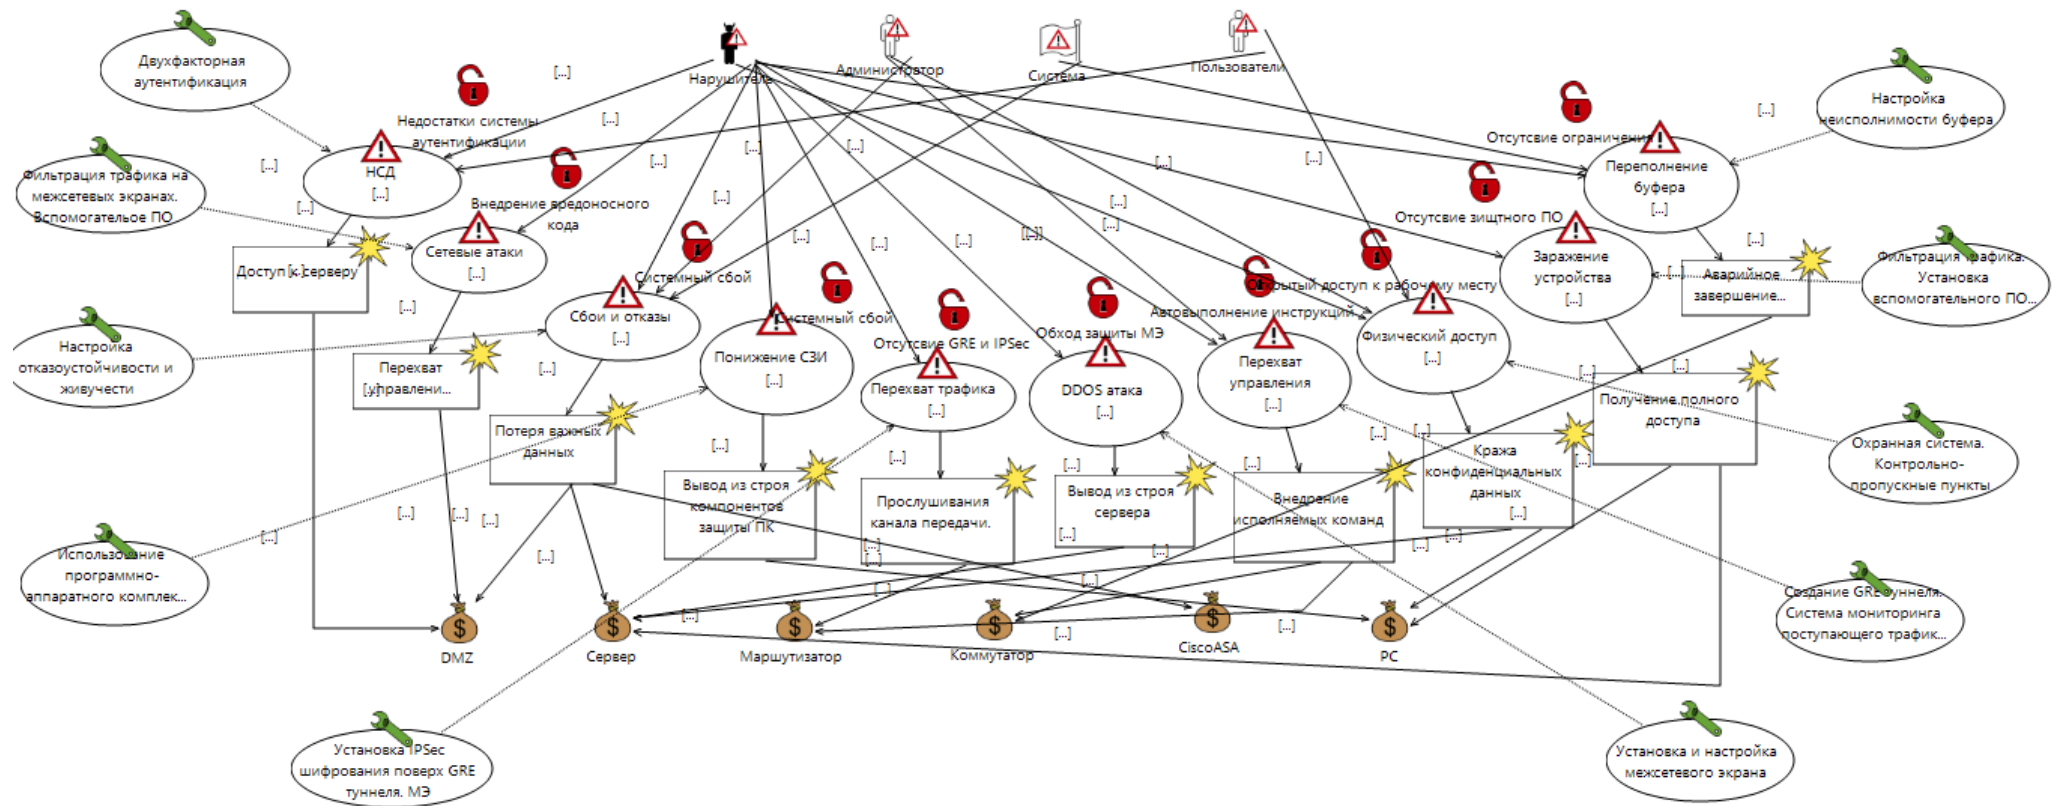 Нарушитель
Администратор
Система
Пользователи
Двухфакторная
аутентификация
[...]
Недостатки системы
аутентификации
[...]
[...]
[...]
[...]
[...]
[...]
[...]
Отсутсвие ограничения
Настройка
неисполнимости буфера
[...]
НСД
[...]
[...]
Фильтрация трафика на
межсетевых экранах.
Вспомогательое ПО
[...]
Внедрение вредоносного
кода
[...]
[...]
[...]
[...]
[...]
[...]
Отсутсвие зищтного ПО
Переполнение
буфера
[...]
[...]
Доступ к серверу
[...]
Сетевые атаки
[...]
[...]
Системный сбой
Системный сбой
Открытый доступ к рабочему месту
Заражение
устройства
[...]
[...]
Аварийное
завершение...
Фильтрация трафика.
Установка
вспомогательного ПО...
Настройка
отказоустойчивости и
живучести
Сбои и отказы
[...]
[...]
Понижение СЗИ
[...]
Отсутсвие GRE и IPSec
Обход защиты МЭ
Автовыполнение инструкций
Физический доступ
[...]
Перехват
управлени...
[...]
Перехват трафика
[...]
DDOS атака
[...]
Перехват
управления
[...]
[...]
[...]
Получение полного
доступа
Потеря важных
данных
[...]
[...]
[...]
[...]
[...]
[...]
[...]
Кража
конфиденциальных
данных
[...]
Охранная система.
Контрольно-
пропускные пункты
Вывод из строя
компонентов
защиты ПК
Прослушивания
канала передачи.
[...]
[...]
Вывод из строя
сервера
[...]
Внедрение
исполняемых команд
[...]
[...]
[...]
[...]
[...]
[...]
[...]
[...]
Использоание
программно-
аппаратного комплек...
[...]
[...]
[...]
[...]
[...]
Создание GRE туннеля.
Система мониторинга
поступающего трафик...
DMZ
Сервер
Маршутизатор
Коммутатор
CiscoASA
PC
Установка IPSec
шифрования поверх GRE
туннеля. МЭ
Установка и настройка
межсетевого экрана